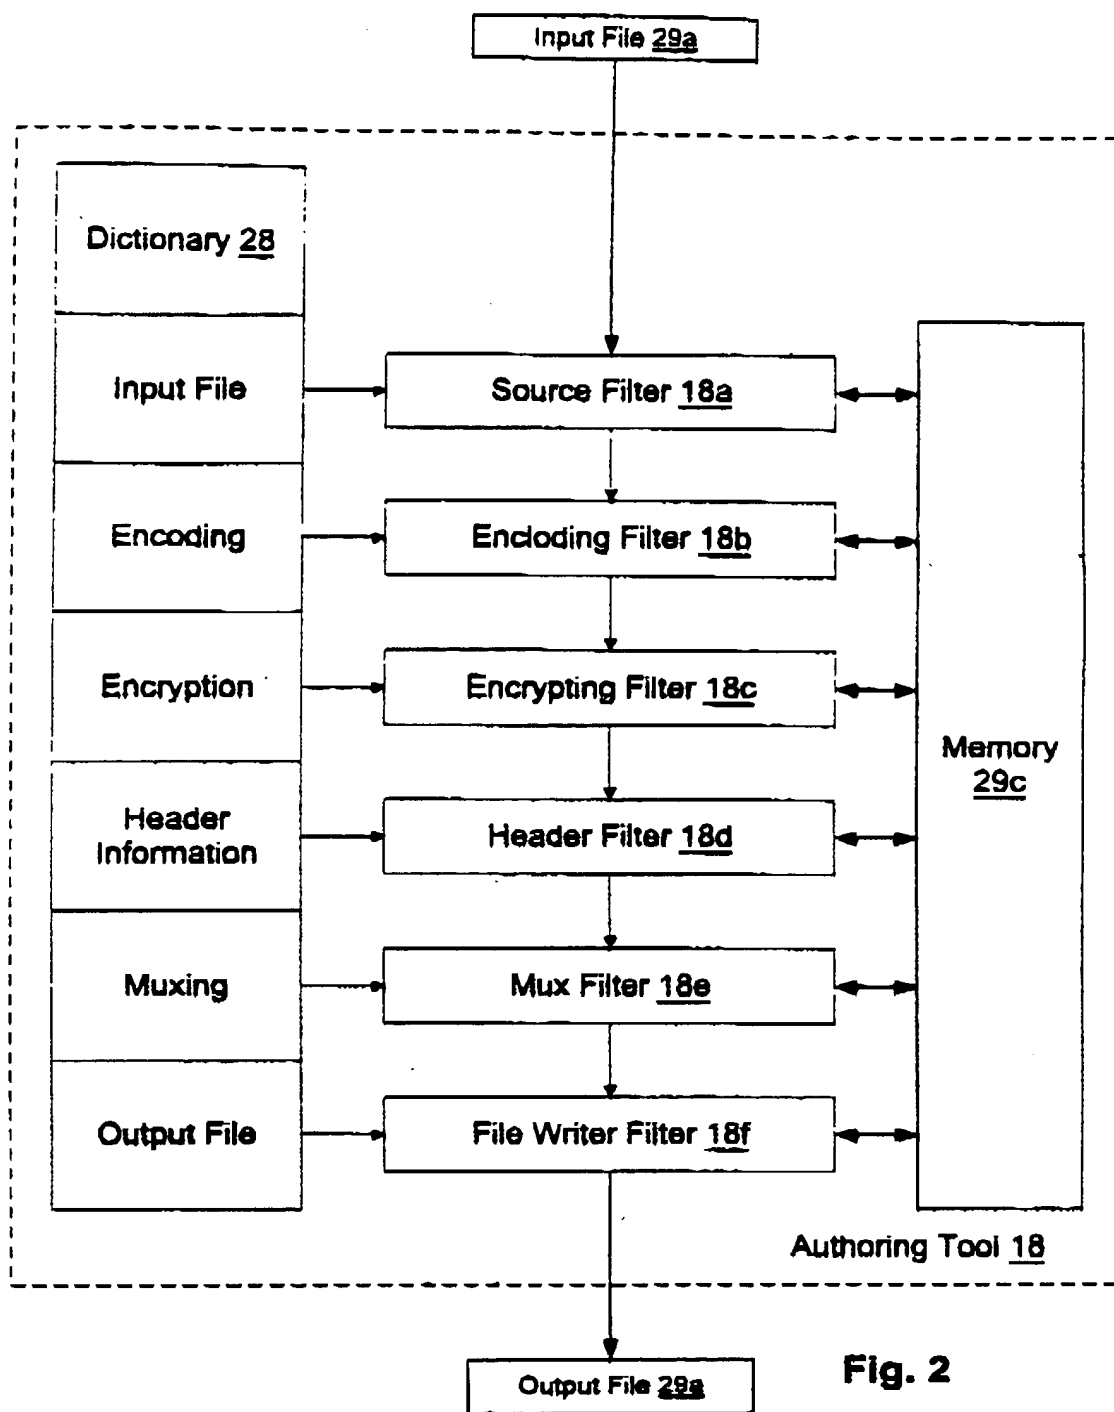 Input File 29a
Dictionary 28
Input File
Source Filter 18a
Encoding
Encloding Filter 18b
Encryption
Encrypting Filter 18c
Memory
29c
Header
Information
Header Filter 18d
Muxing
Mux Filter 18e
Output File
File Writer Filter 18f
Authoring Tool 18
Output File 29a
Fig. 2